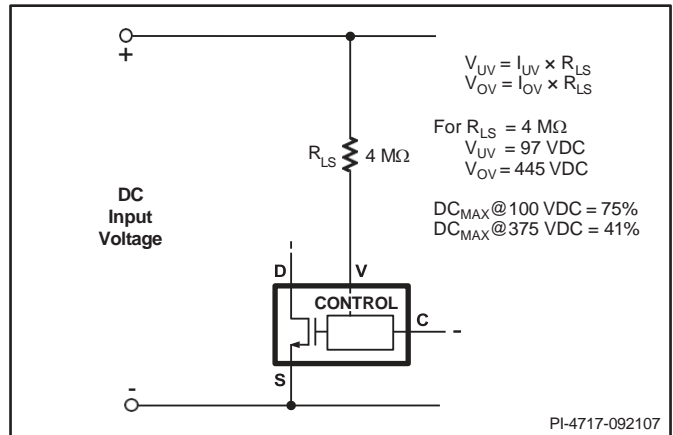 +
V_UV = I_UV × R_LS
V_OV = I_OV × R_LS
For R_LS = 4 MΩ
V_UV = 97 VDC
V_OV = 445 VDC
R_LS 4 MΩ
DC
Input
Voltage
DC_MAX@100 VDC = 75%
DC_MAX@375 VDC = 41%
D V
CONTROL
C
S
-
PI-4717-092107